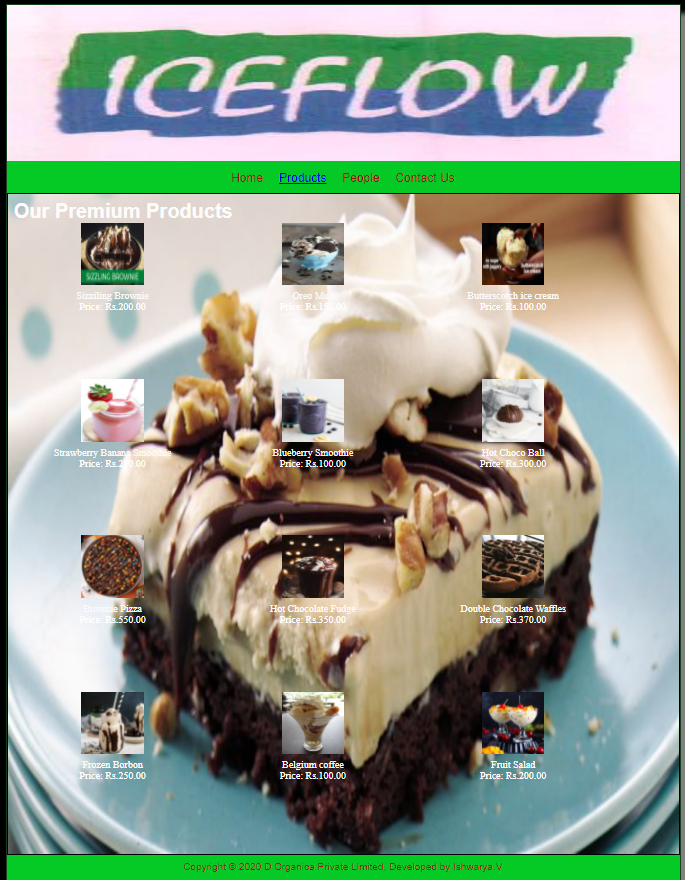 ICEFLOW
Home Products People Contact Us
Our Premium Products
SIZZLING BROWNIE
Sizziling Brownie
Price: Rs.200.00
Oreo
Price:
Butterscotch ice cream
Price: Rs.100.00
Strawberry Banana Smoothie
Price:
Blueberry Smoothie
Price: Rs.100.00
Hot Choco Ball
Price: Rs.300.00
Brownie Pizza
Price: Rs.550.00
Hot Chocolate Fudge
Price: Rs.350.00
Double Chocolate Waffles
Price: Rs.370.00
Frozen Borbon
Price: Rs.250.00
Belgium coffee
Price: Rs.100.00
Fruit Salad
Price: Rs.200.00
Copyright © 2020 D Organica Private Limited. Developed by Ishwarya.V